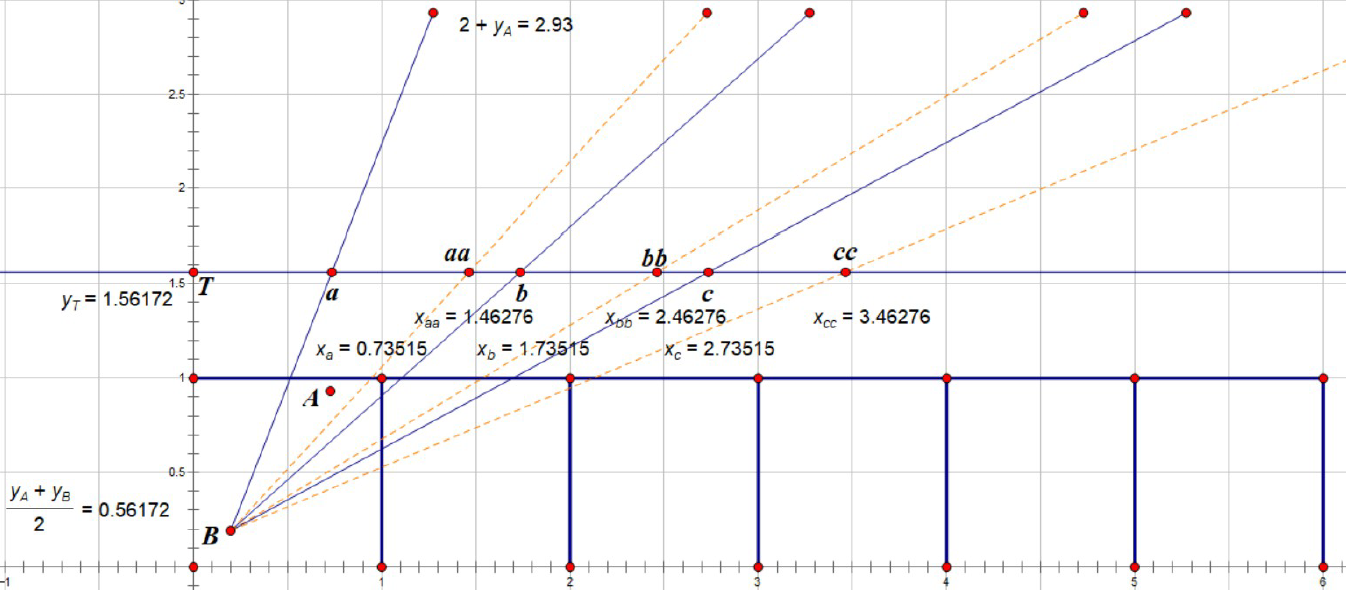 3
2 + y_A = 2.93
2.5
2
aa
bb
cc
1.5
T
a
b
c
y_T = 1.56172
x_aa = 1.46276
x_bb = 2.46276
x_cc = 3.46276
x_a = 0.73515
x_b = 1.73515
x_c = 2.73515
1
A
0.5
(y_A + y_B)/2 = 0.56172
B
-1
1
2
3
4
5
6